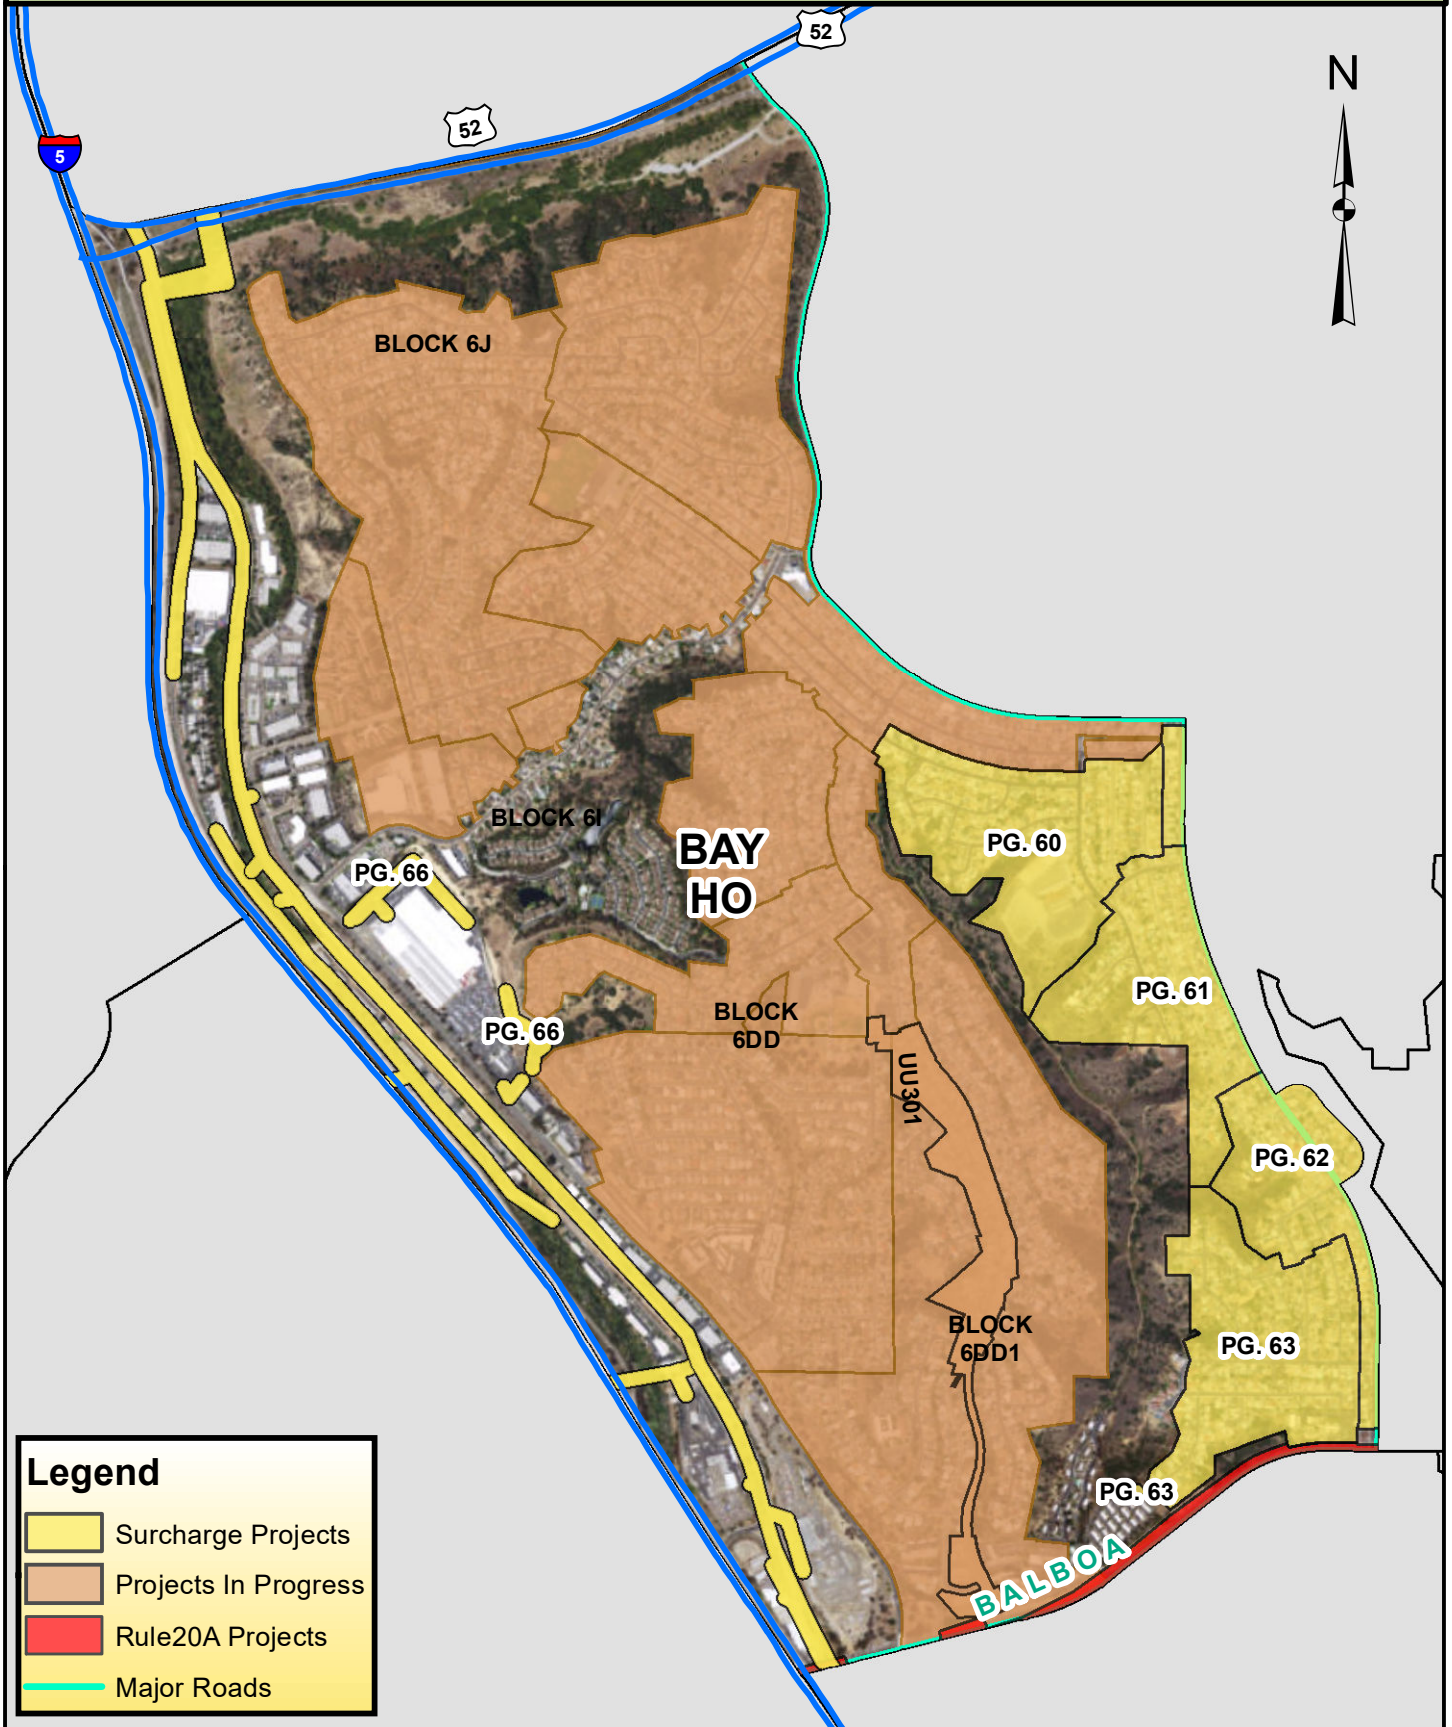 52
N
52
5
BLOCK 6J
BLOCK 6I
PG. 60
BAY
HO
PG. 66
PG. 61
BLOCK
6DD
PG. 66
UU301
PG. 62
BLOCK
6DD1
PG. 63
PG. 63
BALBOA
Legend
Surcharge Projects
Projects In Progress
Rule20A Projects
Major Roads